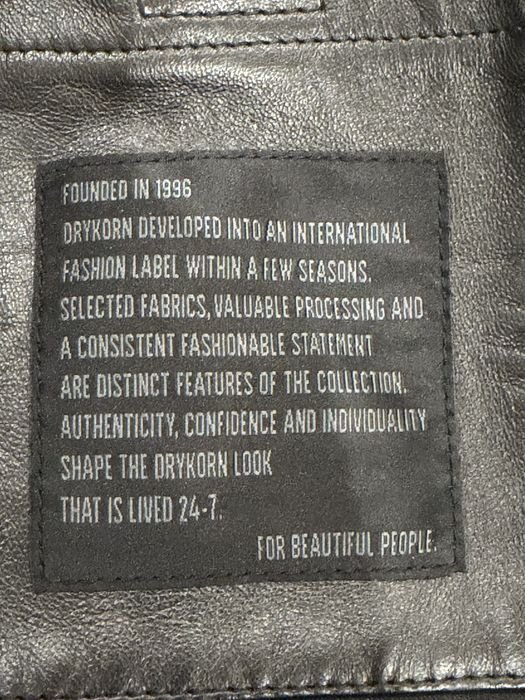 FOUNDED IN 1996
DRYKORN DEVELOPED INTO AN INTERNATIONAL
FASHION LABEL WITHIN A FEW SEASONS.
SELECTED FABRICS, VALUABLE PROCESSING AND
A CONSISTENT FASHIONABLE STATEMENT
ARE DISTINCT FEATURES OF THE COLLECTION.
AUTHENTICITY, CONFIDENCE AND INDIVIDUALITY
SHAPE THE DRYKORN LOOK
THAT IS LIVED 24-7.
FOR BEAUTIFUL PEOPLE.